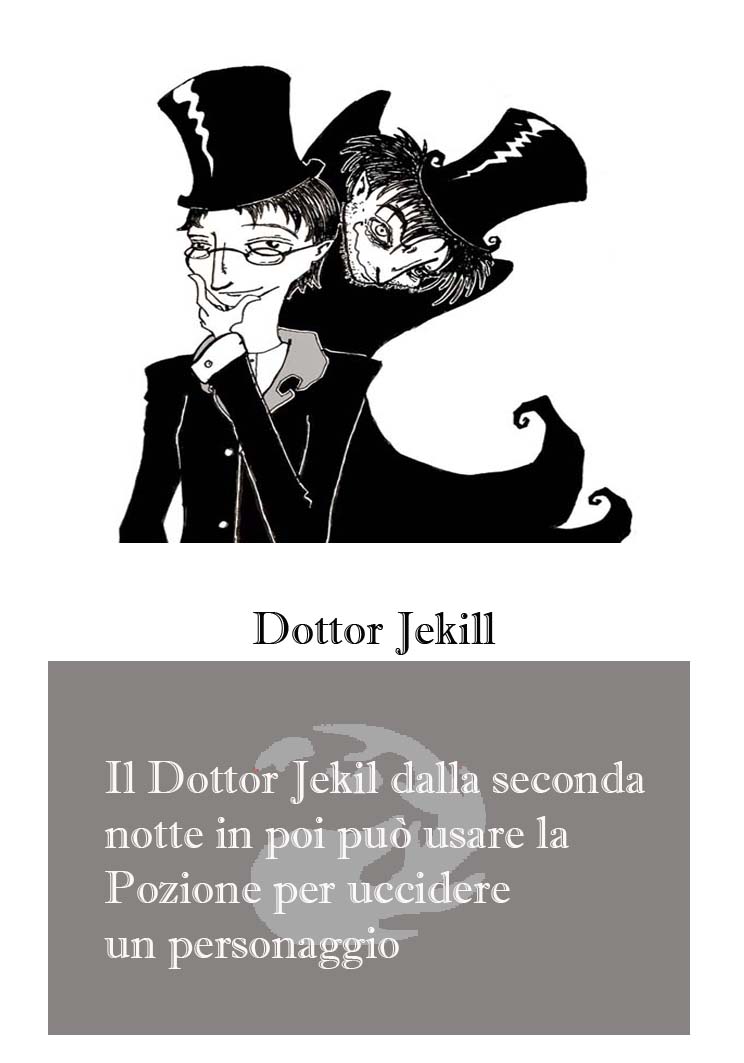 Dottor Jekill
Il Dottor Jekil dalla seconda
notte in poi può usare la
Pozione per uccidere
un personaggio